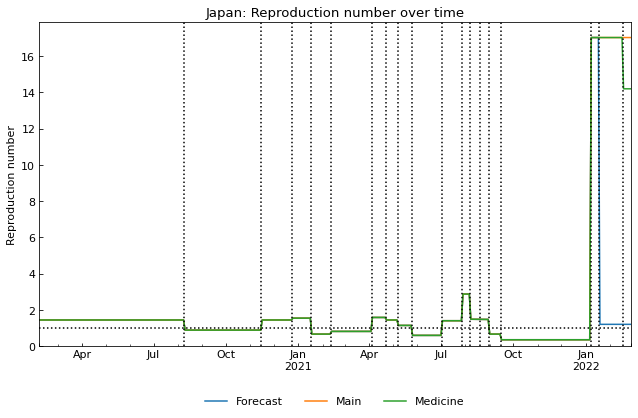 Japan: Reproduction number over time
Reproduction number
16
14
12
10
8
6
4
2
0
Apr Jul Oct Jan Apr Jul Oct Jan
2021 2022
Forecast Main Medicine